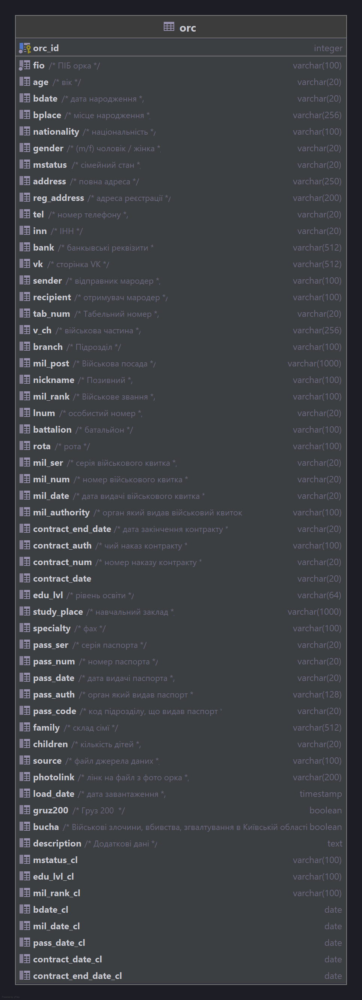 orc
orc_id integer
fio /* ПІБ орка */ varchar(100)
age /* вік */ varchar(20)
bdate /* дата народження */ varchar(20)
bplace /* місце народження * varchar(256)
nationality /* національність */ varchar(100)
gender /* (m/f) чоловік / жінка * varchar(20)
mstatus /* сімейний стан * varchar(20)
address /* повна адреса */ varchar(250)
reg_address /* адреса реєстрації */ varchar(200)
tel /* номер телефону */ varchar(20)
inn /* ІНН */ varchar(20)
bank /* банкывські реквізити * varchar(512)
vk /* сторінка VK */ varchar(512)
sender /* відправник мародер */ varchar(100)
recipient /* отримувач мародер */ varchar(100)
tab_num /* Табельний номер */ varchar(20)
v_ch /* військова частина */ varchar(256)
branch /* Підрозділ */ varchar(100)
mil_post /* Військова посада */ varchar(1000)
nickname /* Позивний */ varchar(100)
mil_rank /* Військове звання */ varchar(100)
lnum /* особистий номер */ varchar(20)
battalion /* батальйон */ varchar(100)
rota /* рота */ varchar(100)
mil_ser /* серія військового квитка */ varchar(20)
mil_num /* номер військового квитка * varchar(20)
mil_date /* дата видачі військового квитка * varchar(20)
mil_authority /* орган який видав військовий квиток varchar(100)
contract_end_date /* дата закінчення контракту * varchar(20)
contract_auth /* чий наказ контракту * varchar(100)
contract_num /* номер наказу контракту * varchar(20)
contract_date varchar(20)
edu_lvl /* рівень освіти */ varchar(64)
study_place /* навчальний заклад * varchar(1000)
specialty /* фах */ varchar(100)
pass_ser /* серія паспорта */ varchar(20)
pass_num /* номер паспорта */ varchar(20)
pass_date /* дата видачі паспорта */ varchar(20)
pass_auth /* орган який видав паспорт * varchar(128)
pass_code /* код підрозділу, що видав паспорт * varchar(20)
family /* склад сімї */ varchar(512)
children /* кількість дітей */ varchar(20)
source /* файл джерела даних * varchar(100)
photolink /* лінк на файл з фото орка */ varchar(200)
load_date /* дата завантаження */ timestamp
gruz200 /* Груз 200 */ boolean
bucha /* Військові злочини, вбивства, згвалтування в Київській області boolean
description /* Додаткові дані */ text
mstatus_cl varchar(100)
edu_lvl_cl varchar(100)
mil_rank_cl varchar(100)
bdate_cl date
mil_date_cl date
pass_date_cl date
contract_date_cl date
contract_end_date_cl date
Powered by yFiles